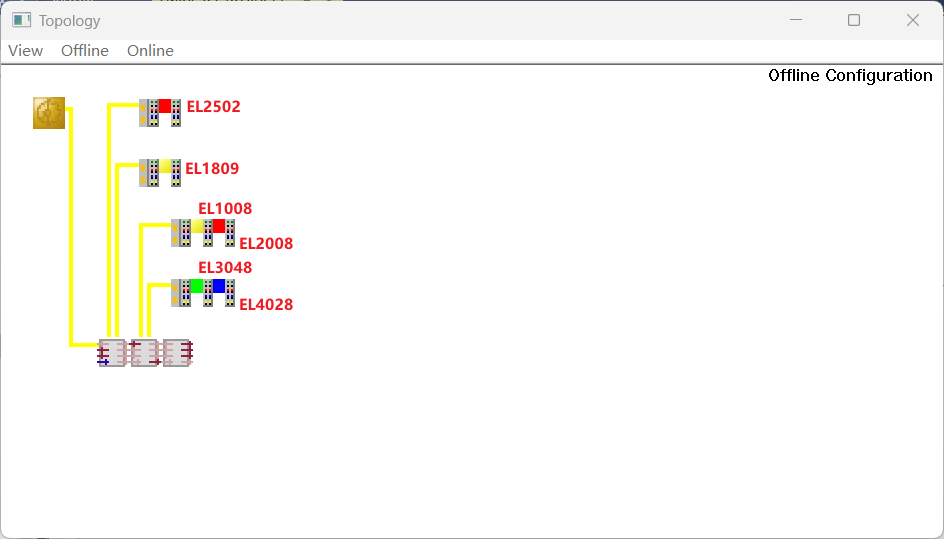 Topology
View Offline Online
Offline Configuration
EL2502
EL1809
EL1008
EL2008
EL3048
EL4028